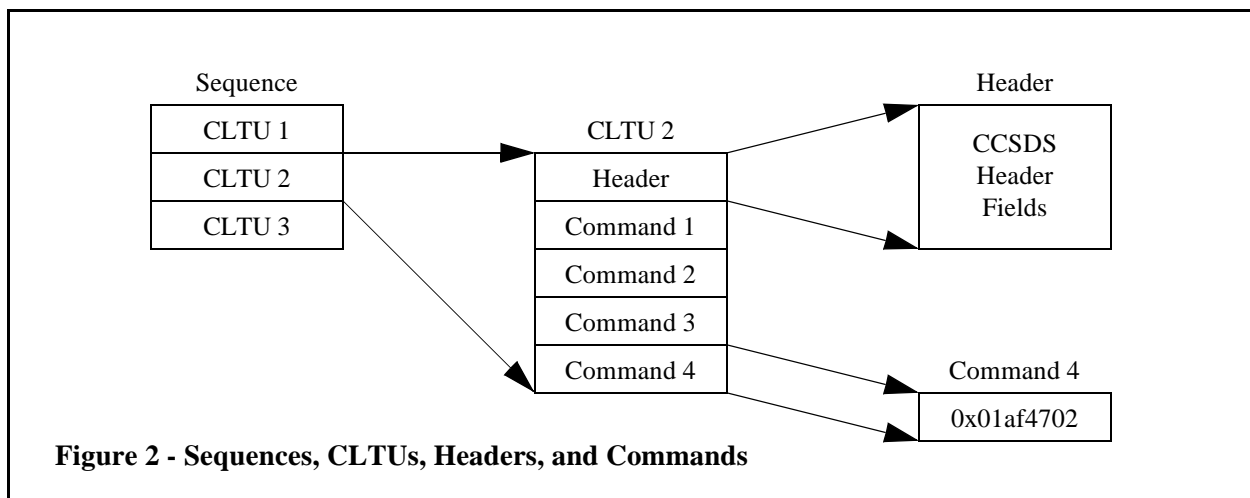 Sequence
CLTU 1
CLTU 2
CLTU 3
CLTU 2
Header
Command 1
Command 2
Command 3
Command 4
Header
CCSDS
Header
Fields
Command 4
0x01af4702
Figure 2 - Sequences, CLTUs, Headers, and Commands